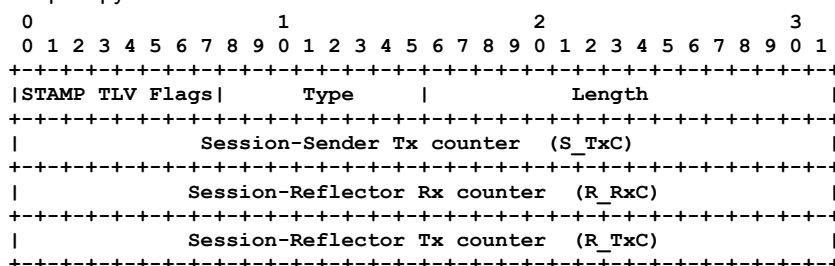 0                   1                   2                   3
 0 1 2 3 4 5 6 7 8 9 0 1 2 3 4 5 6 7 8 9 0 1 2 3 4 5 6 7 8 9 0 1
+-+-+-+-+-+-+-+-+-+-+-+-+-+-+-+-+-+-+-+-+-+-+-+-+-+-+-+-+-+-+-+-+
|STAMP TLV Flags|      Type     |           Length              |
+-+-+-+-+-+-+-+-+-+-+-+-+-+-+-+-+-+-+-+-+-+-+-+-+-+-+-+-+-+-+-+-+
|              Session-Sender Tx counter  (S_TxC)               |
+-+-+-+-+-+-+-+-+-+-+-+-+-+-+-+-+-+-+-+-+-+-+-+-+-+-+-+-+-+-+-+-+
|             Session-Reflector Rx counter  (R_RxC)             |
+-+-+-+-+-+-+-+-+-+-+-+-+-+-+-+-+-+-+-+-+-+-+-+-+-+-+-+-+-+-+-+-+
|             Session-Reflector Tx counter  (R_TxC)             |
+-+-+-+-+-+-+-+-+-+-+-+-+-+-+-+-+-+-+-+-+-+-+-+-+-+-+-+-+-+-+-+-+